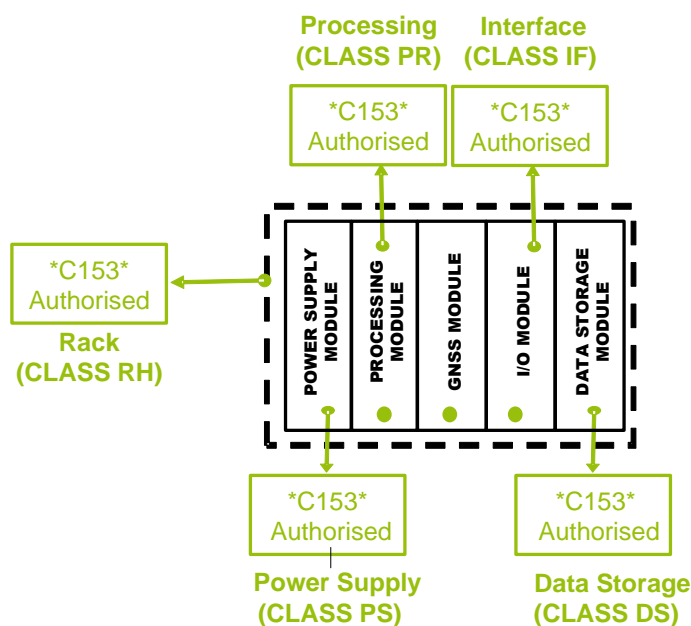 Processing
(CLASS PR)
Interface
(CLASS IF)
*C153*
Authorised
*C153*
Authorised
*C153*
Authorised
Rack
(CLASS RH)
POWER SUPPLY
MODULE
PROCESSING
MODULE
GNSS MODULE
I/O MODULE
DATA STORAGE
MODULE
*C153*
Authorised
Power Supply
(CLASS PS)
*C153*
Authorised
Data Storage
(CLASS DS)